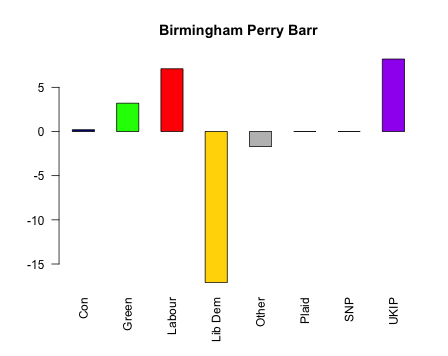 Birmingham Perry Barr
5
0
-5
-10
-15
Con
Green
Labour
Lib Dem
Other
Plaid
SNP
UKIP